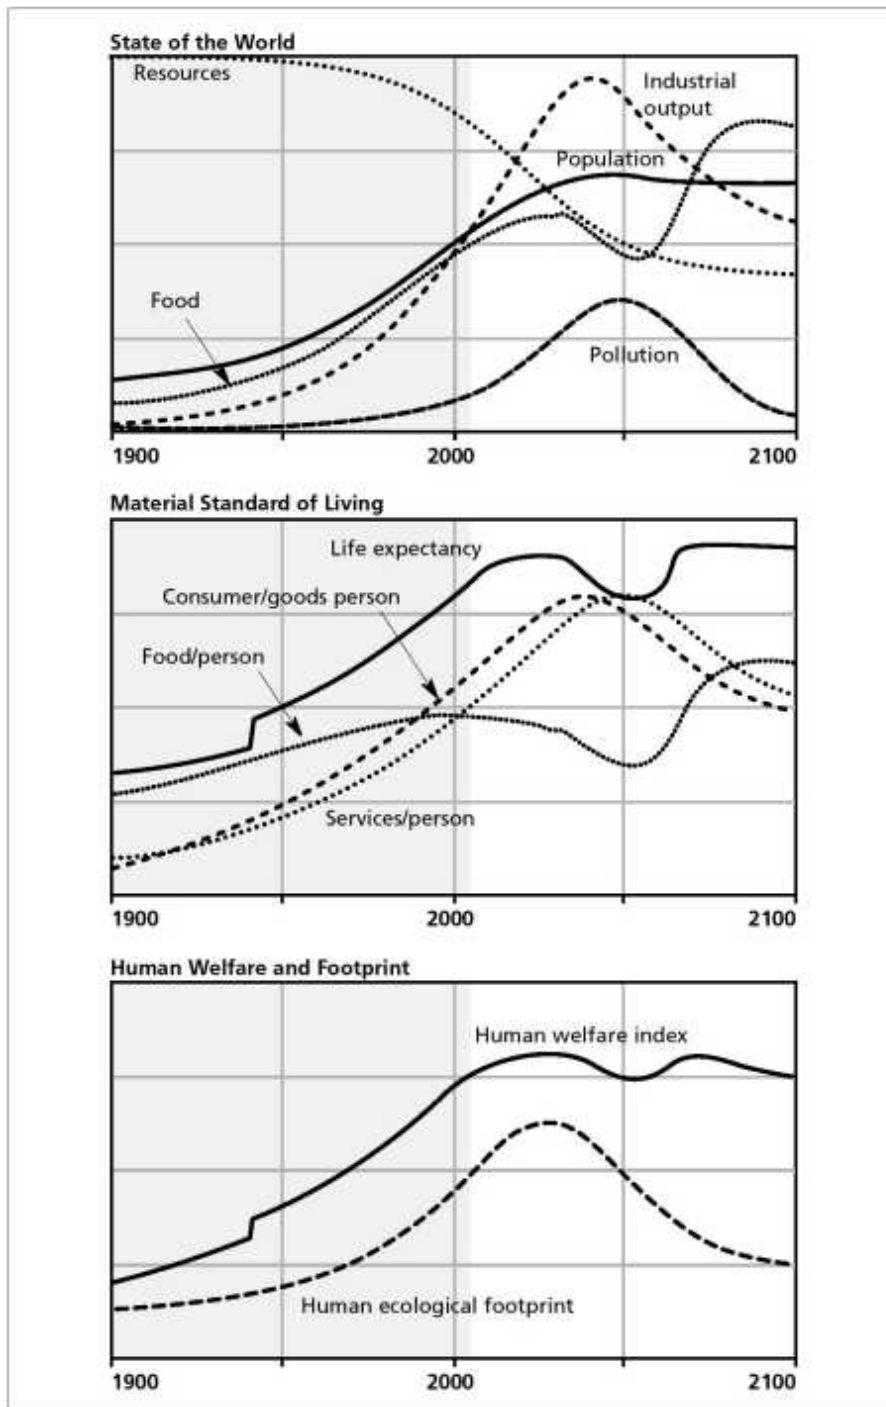 State of the World
Resources
Industrial
output
Population
Food
Pollution
1900 2000 2100
Material Standard of Living
Life expectancy
Consumer/goods person
Food/person
Services/person
1900 2000 2100
Human Welfare and Footprint
Human welfare index
Human ecological footprint
1900 2000 2100